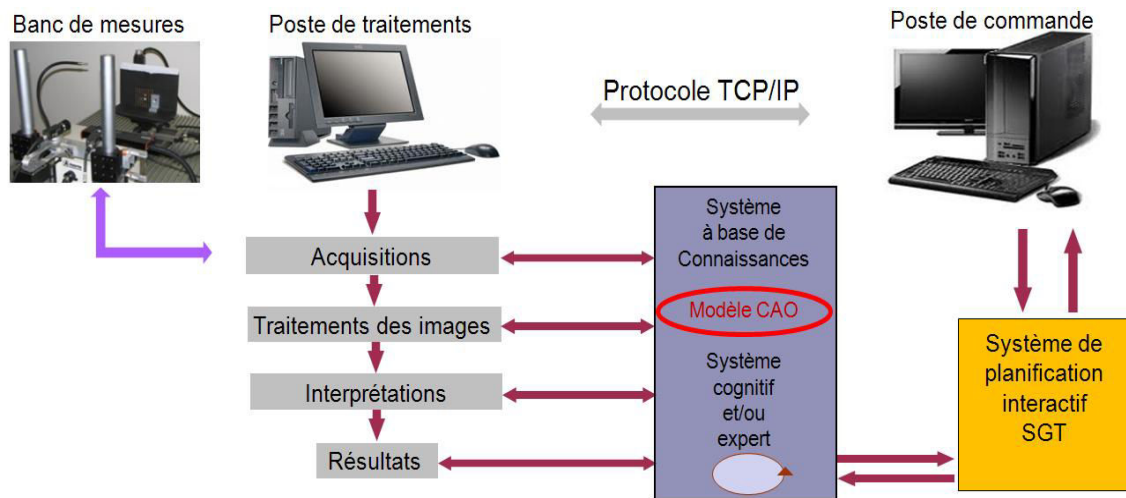 Banc de mesures
Poste de traitements
Poste de commande
Protocole TCP/IP
Acquisitions
Traitements des images
Interprétations
Résultats
Système
à base de
Connaissances
Modèle CAO
Système
cognitif
et/ou
expert
Système de
planification
interactif
SGT